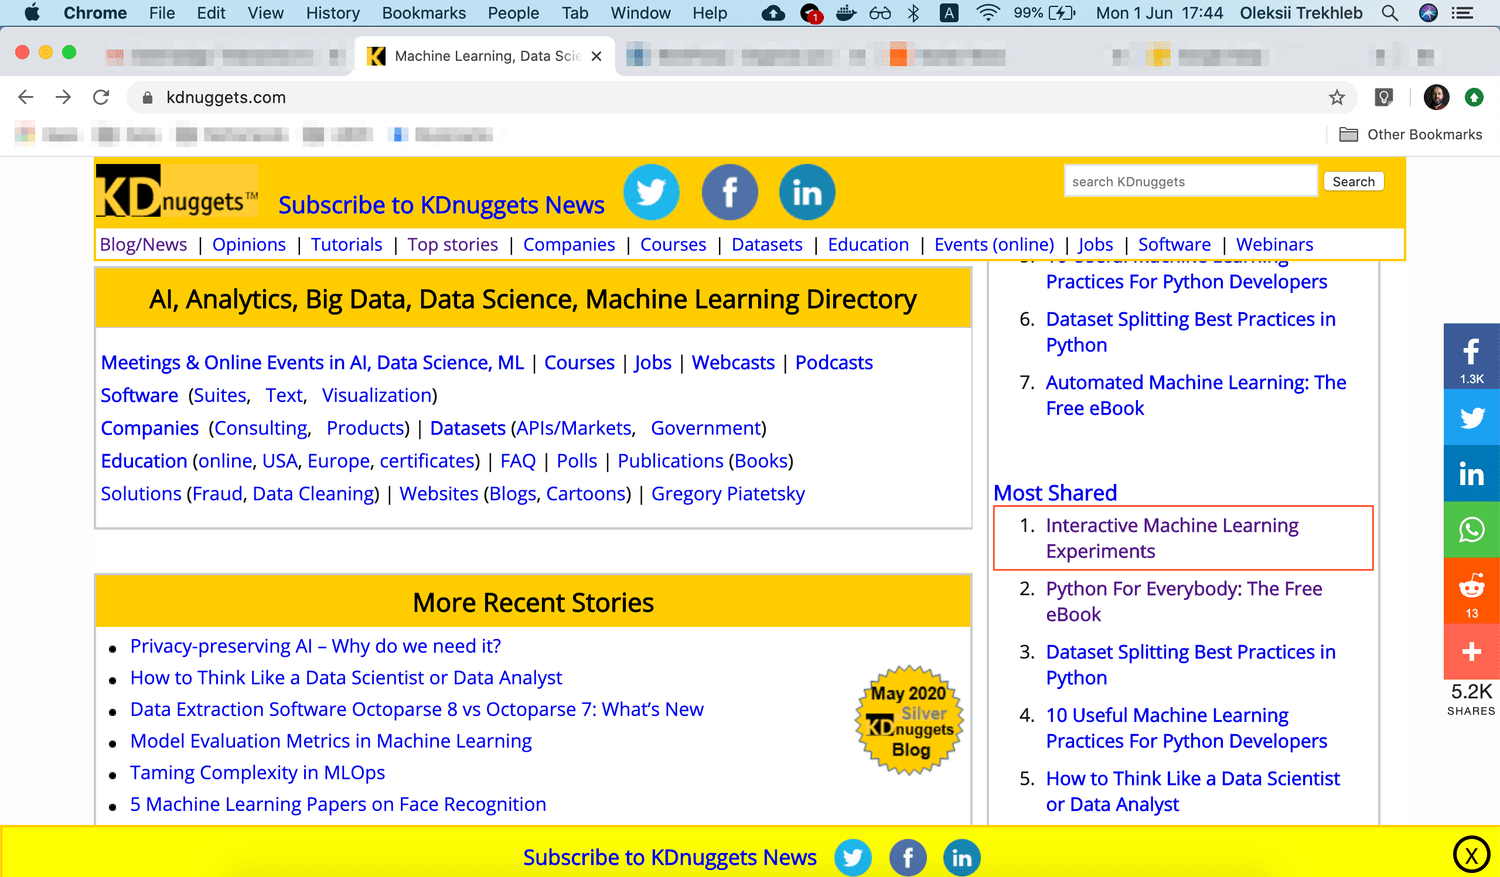 Chrome File Edit View History Bookmarks People Tab Window Help 1 A 99% Mon 1 Jun 17:44 Oleksii Trekhleb
Machine Learning, Data Scie
kdnuggets.com
Other Bookmarks
KDnuggets™ Subscribe to KDnuggets News f in search KDnuggets Search
Blog/News | Opinions | Tutorials | Top stories | Companies | Courses | Datasets | Education | Events (online) | Jobs | Software | Webinars
AI, Analytics, Big Data, Data Science, Machine Learning Directory
Meetings & Online Events in AI, Data Science, ML | Courses | Jobs | Webcasts | Podcasts
Software (Suites, Text, Visualization)
Companies (Consulting, Products) | Datasets (APIs/Markets, Government)
Education (online, USA, Europe, certificates) | FAQ | Polls | Publications (Books)
Solutions (Fraud, Data Cleaning) | Websites (Blogs, Cartoons) | Gregory Piatetsky
More Recent Stories
• Privacy-preserving AI – Why do we need it?
• How to Think Like a Data Scientist or Data Analyst
• Data Extraction Software Octoparse 8 vs Octoparse 7: What's New
• Model Evaluation Metrics in Machine Learning
• Taming Complexity in MLOps
• 5 Machine Learning Papers on Face Recognition
May 2020
Silver
KDnuggets
Blog
5. 10 Useful Machine Learning
Practices For Python Developers
6. Dataset Splitting Best Practices in
Python
7. Automated Machine Learning: The
Free eBook
Most Shared
1. Interactive Machine Learning
Experiments
2. Python For Everybody: The Free
eBook
3. Dataset Splitting Best Practices in
Python
4. 10 Useful Machine Learning
Practices For Python Developers
5. How to Think Like a Data Scientist
or Data Analyst
f
1.3K
in
13
+
5.2K
SHARES
Subscribe to KDnuggets News f in X